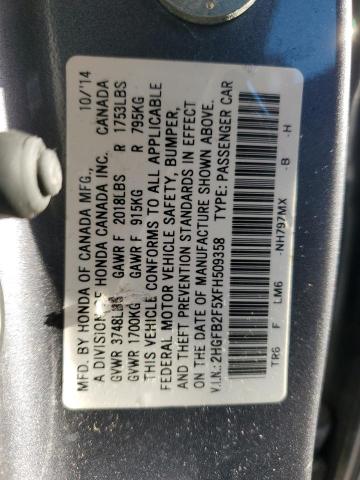 MFD. BY HONDA OF CANADA MFG., 10/'14
A DIVISION OF HONDA CANADA INC. CANADA
GVWR 3748LBS GAWR F 2018LBS R 1753LBS
GVWR 1700KG GAWR F 915KG R 795KG
THIS VEHICLE CONFORMS TO ALL APPLICABLE
FEDERAL MOTOR VEHICLE SAFETY, BUMPER,
AND THEFT PREVENTION STANDARDS IN EFFECT
ON THE DATE OF MANUFACTURE SHOWN ABOVE.
V.I.N.: 2HGFB2F5XFH509358 TYPE: PASSENGER CAR
TR6 F LM6 -NH797MX -B -H